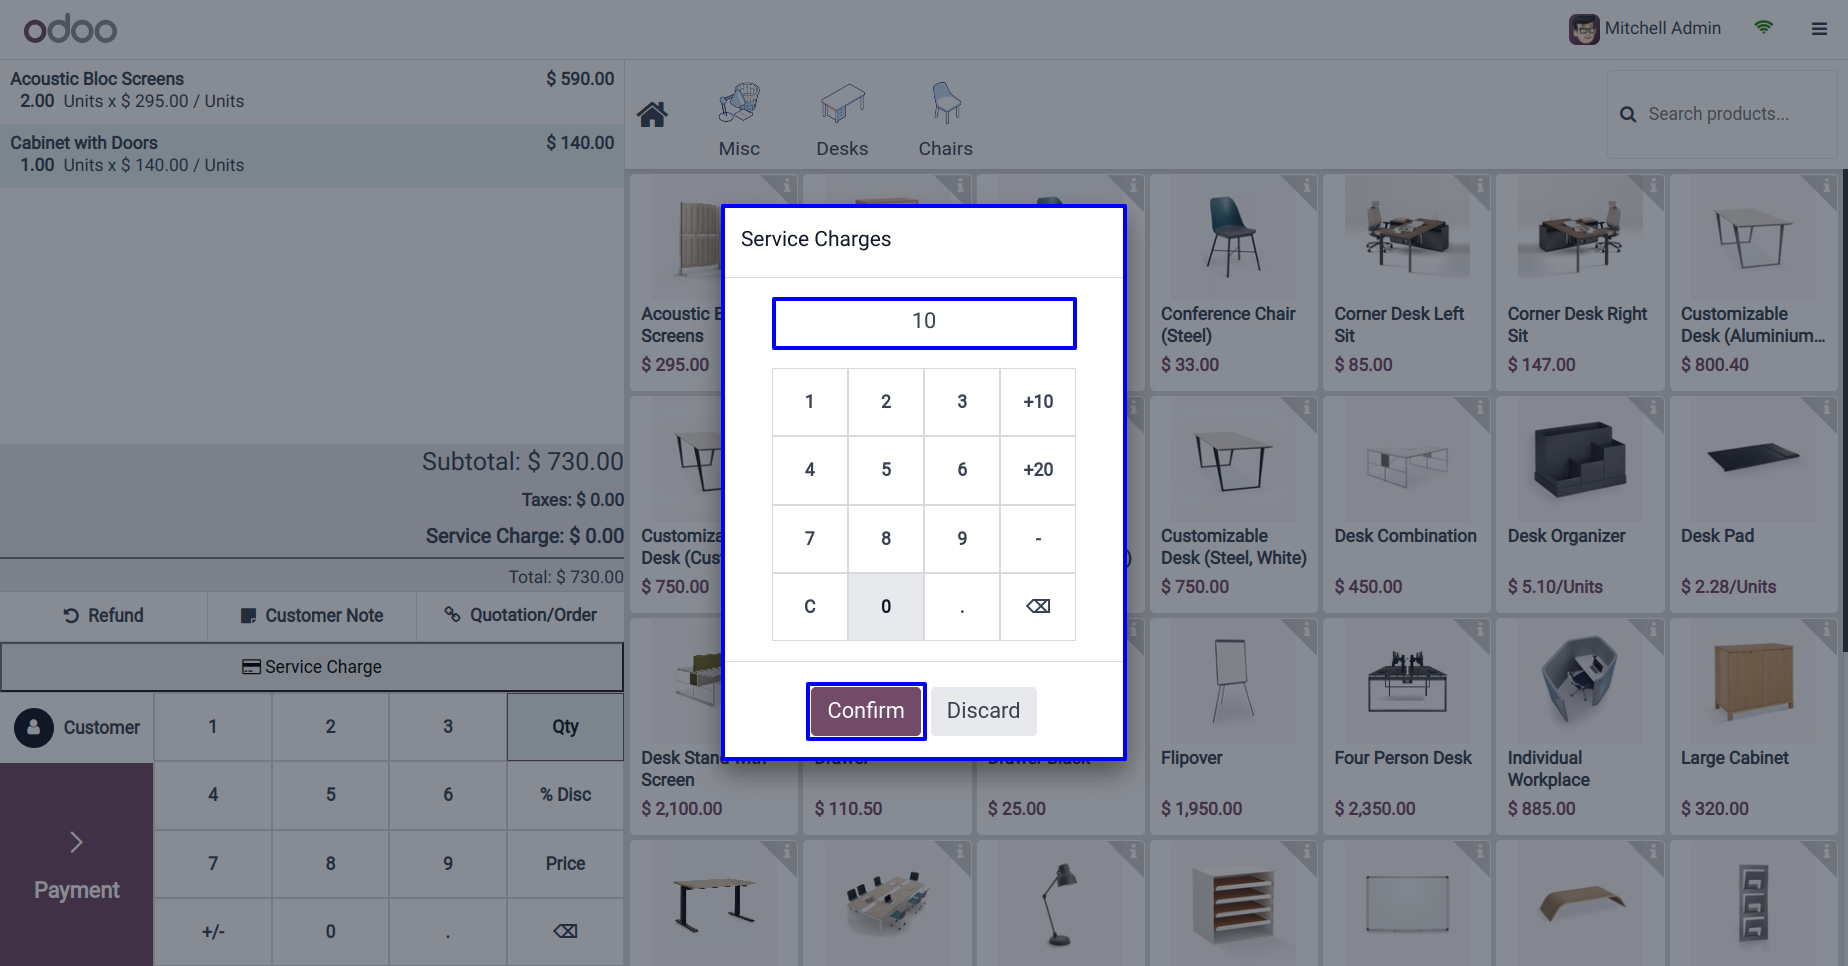 odoo
Mitchell Admin
Acoustic Bloc Screens $ 590.00
2.00 Units x $ 295.00 / Units
Cabinet with Doors $ 140.00
1.00 Units x $ 140.00 / Units
Subtotal: $ 730.00
Taxes: $ 0.00
Service Charge: $ 0.00
Total: $ 730.00
Refund
Customer Note
Quotation/Order
Service Charge
Customer
1 2 3 Qty
4 5 6 % Disc
7 8 9 Price
+/- 0 .
Payment
Misc
Desks
Chairs
Search products...
Service Charges
10
1 2 3 +10
4 5 6 +20
7 8 9 -
C 0 .
Confirm
Discard
Acoustic
Screens
$ 295.00
Conference Chair
(Steel)
$ 33.00
Corner Desk Left
Sit
$ 85.00
Corner Desk Right
Sit
$ 147.00
Customizable
Desk (Aluminium...
$ 800.40
Desk
$ 750.00
)
Customizable
Desk (Steel, White)
$ 750.00
Desk Combination
$ 450.00
Desk Organizer
$ 5.10/Units
Desk Pad
$ 2.28/Units
Desk Stand with
Screen
$ 2,100.00
Drawer
$ 110.50
Drawer Black
$ 25.00
Flipover
$ 1,950.00
Four Person Desk
$ 2,350.00
Individual
Workplace
$ 885.00
Large Cabinet
$ 320.00